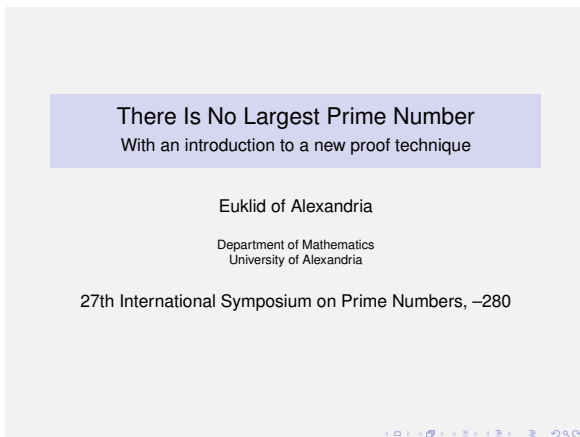 There Is No Largest Prime Number
With an introduction to a new proof technique
Euklid of Alexandria
Department of Mathematics
University of Alexandria
27th International Symposium on Prime Numbers, –280